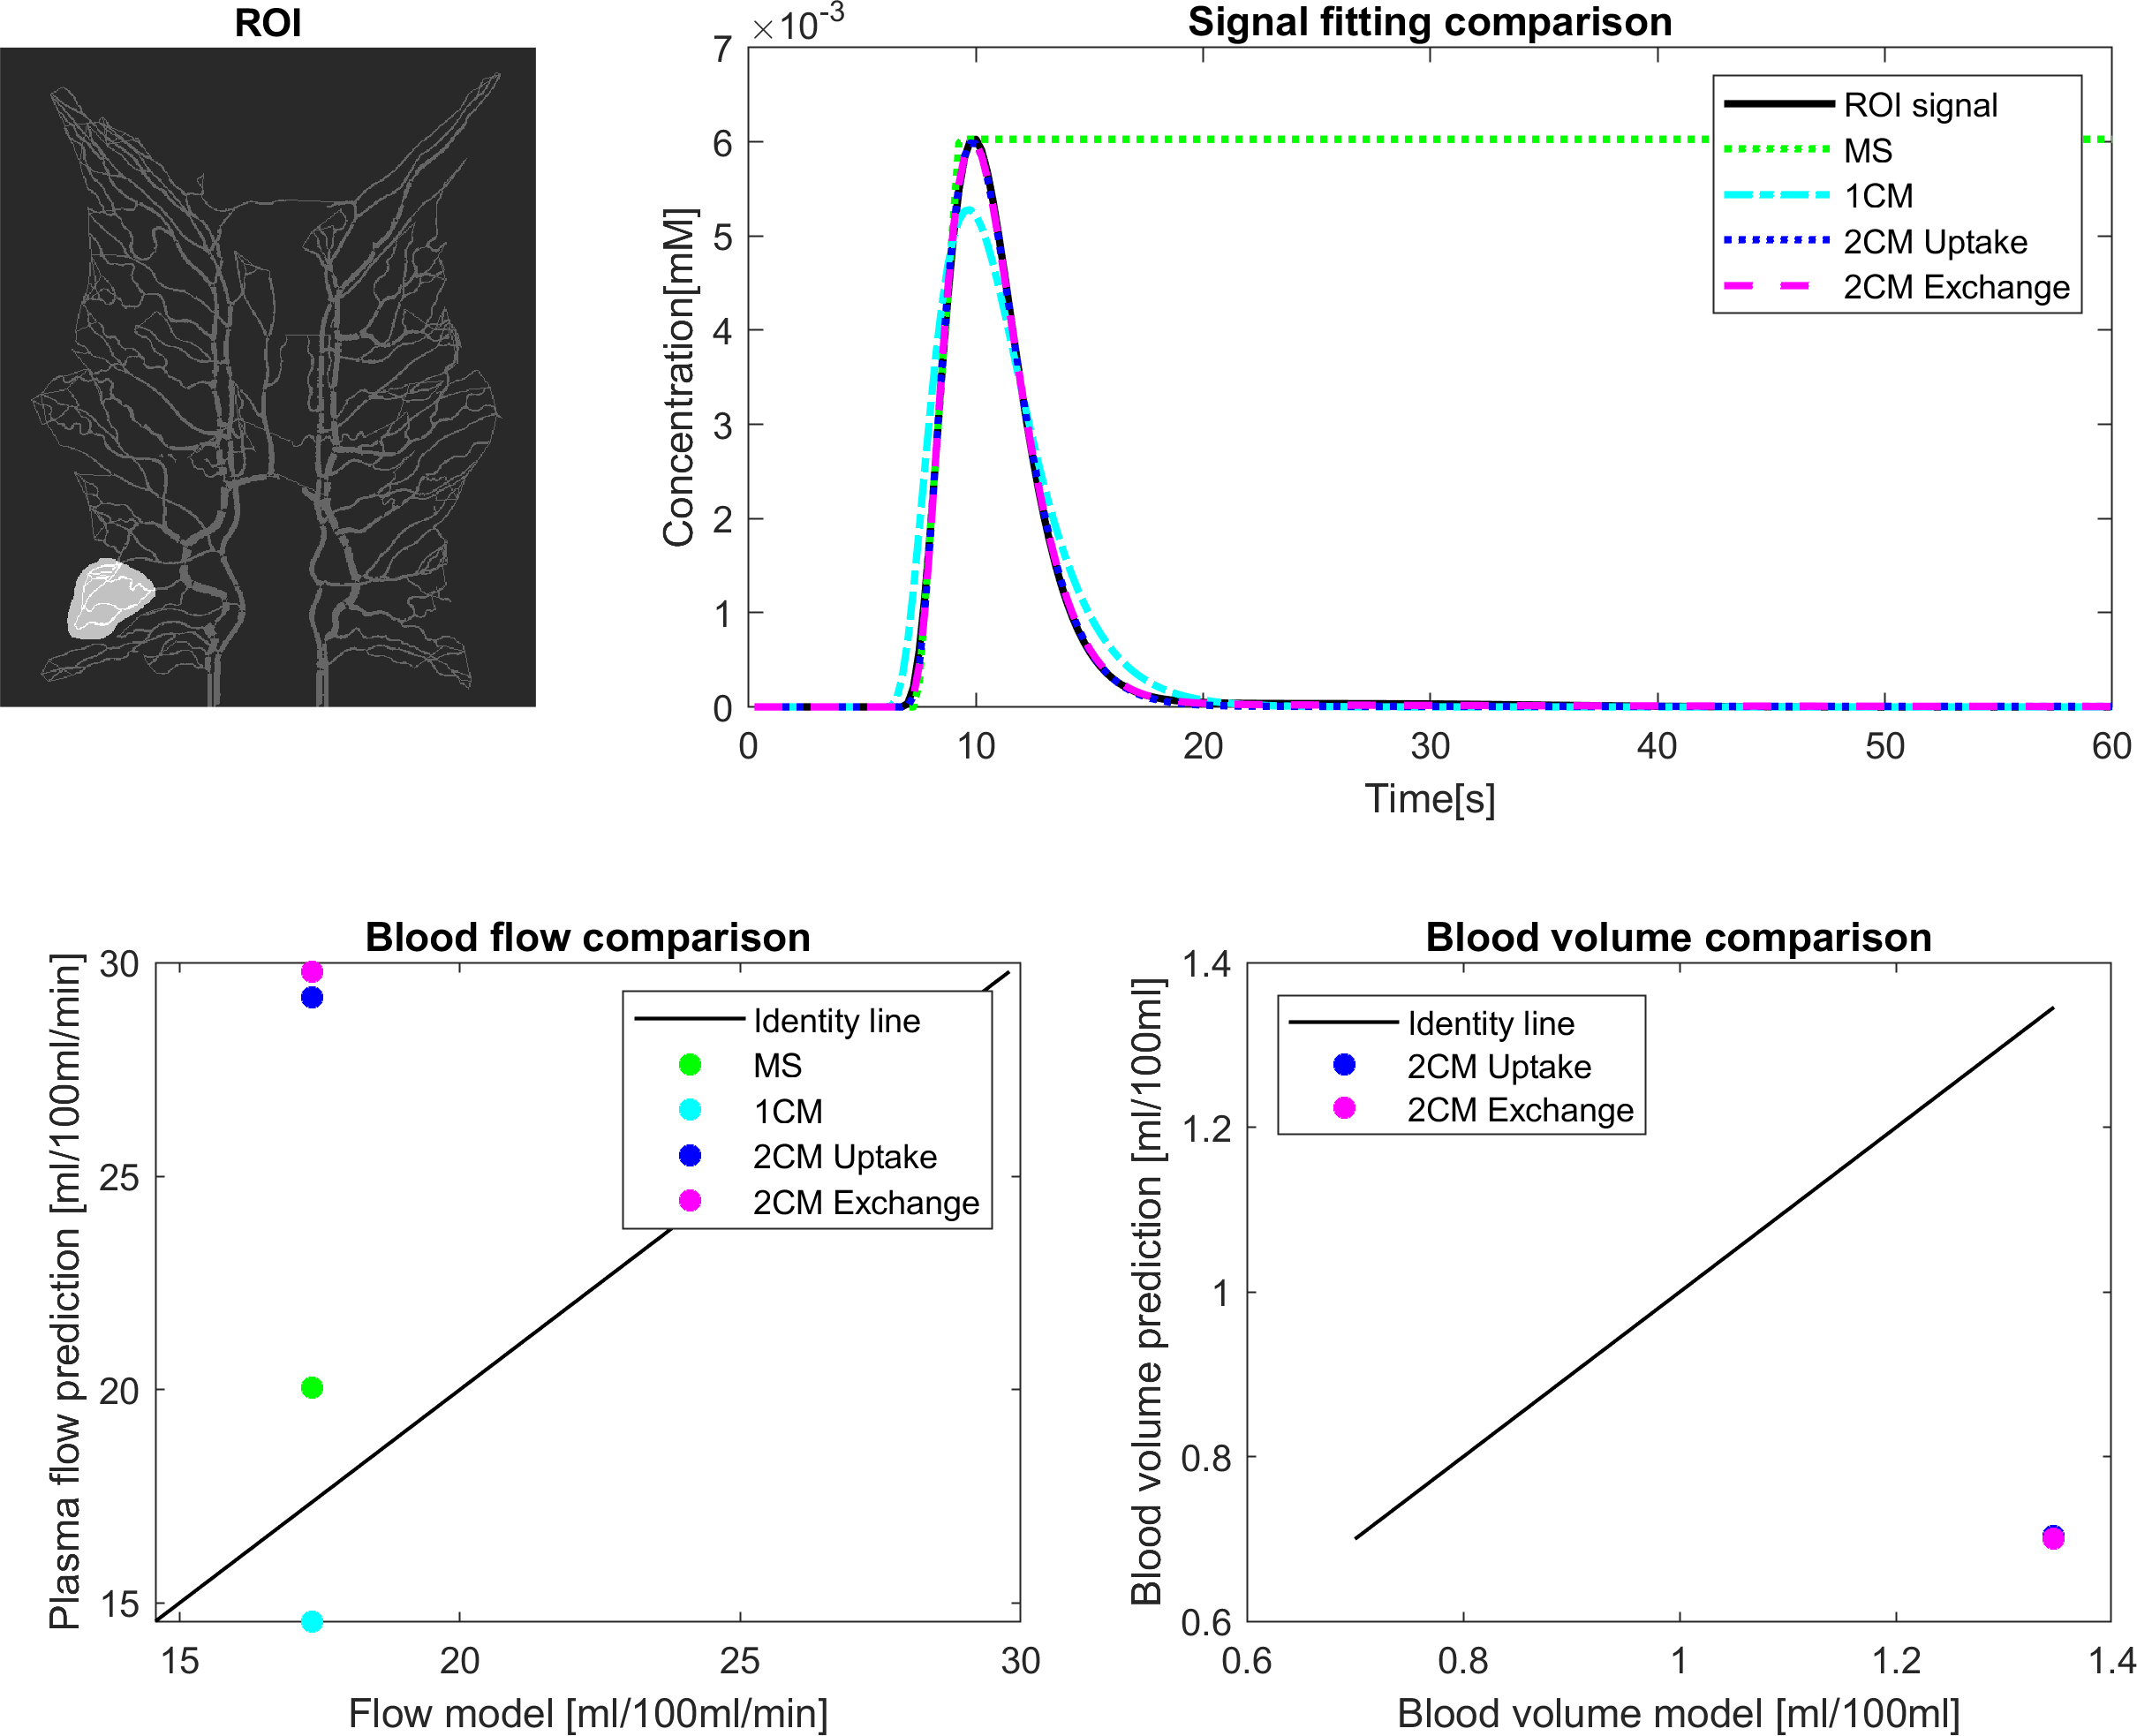 ROI
Signal fitting comparison
×10-3
7
6
5
4
3
2
1
0
0 10 20 30 40 50 60
Concentration[mM]
Time[s]
ROI signal
MS
1CM
2CM Uptake
2CM Exchange
Blood flow comparison
30
25
20
15
15 20 25 30
Plasma flow prediction [ml/100ml/min]
Flow model [ml/100ml/min]
Identity line
MS
1CM
2CM Uptake
2CM Exchange
Blood volume comparison
1.4
1.2
1
0.8
0.6
0.6 0.8 1 1.2 1.4
Blood volume prediction [ml/100ml]
Blood volume model [ml/100ml]
Identity line
2CM Uptake
2CM Exchange